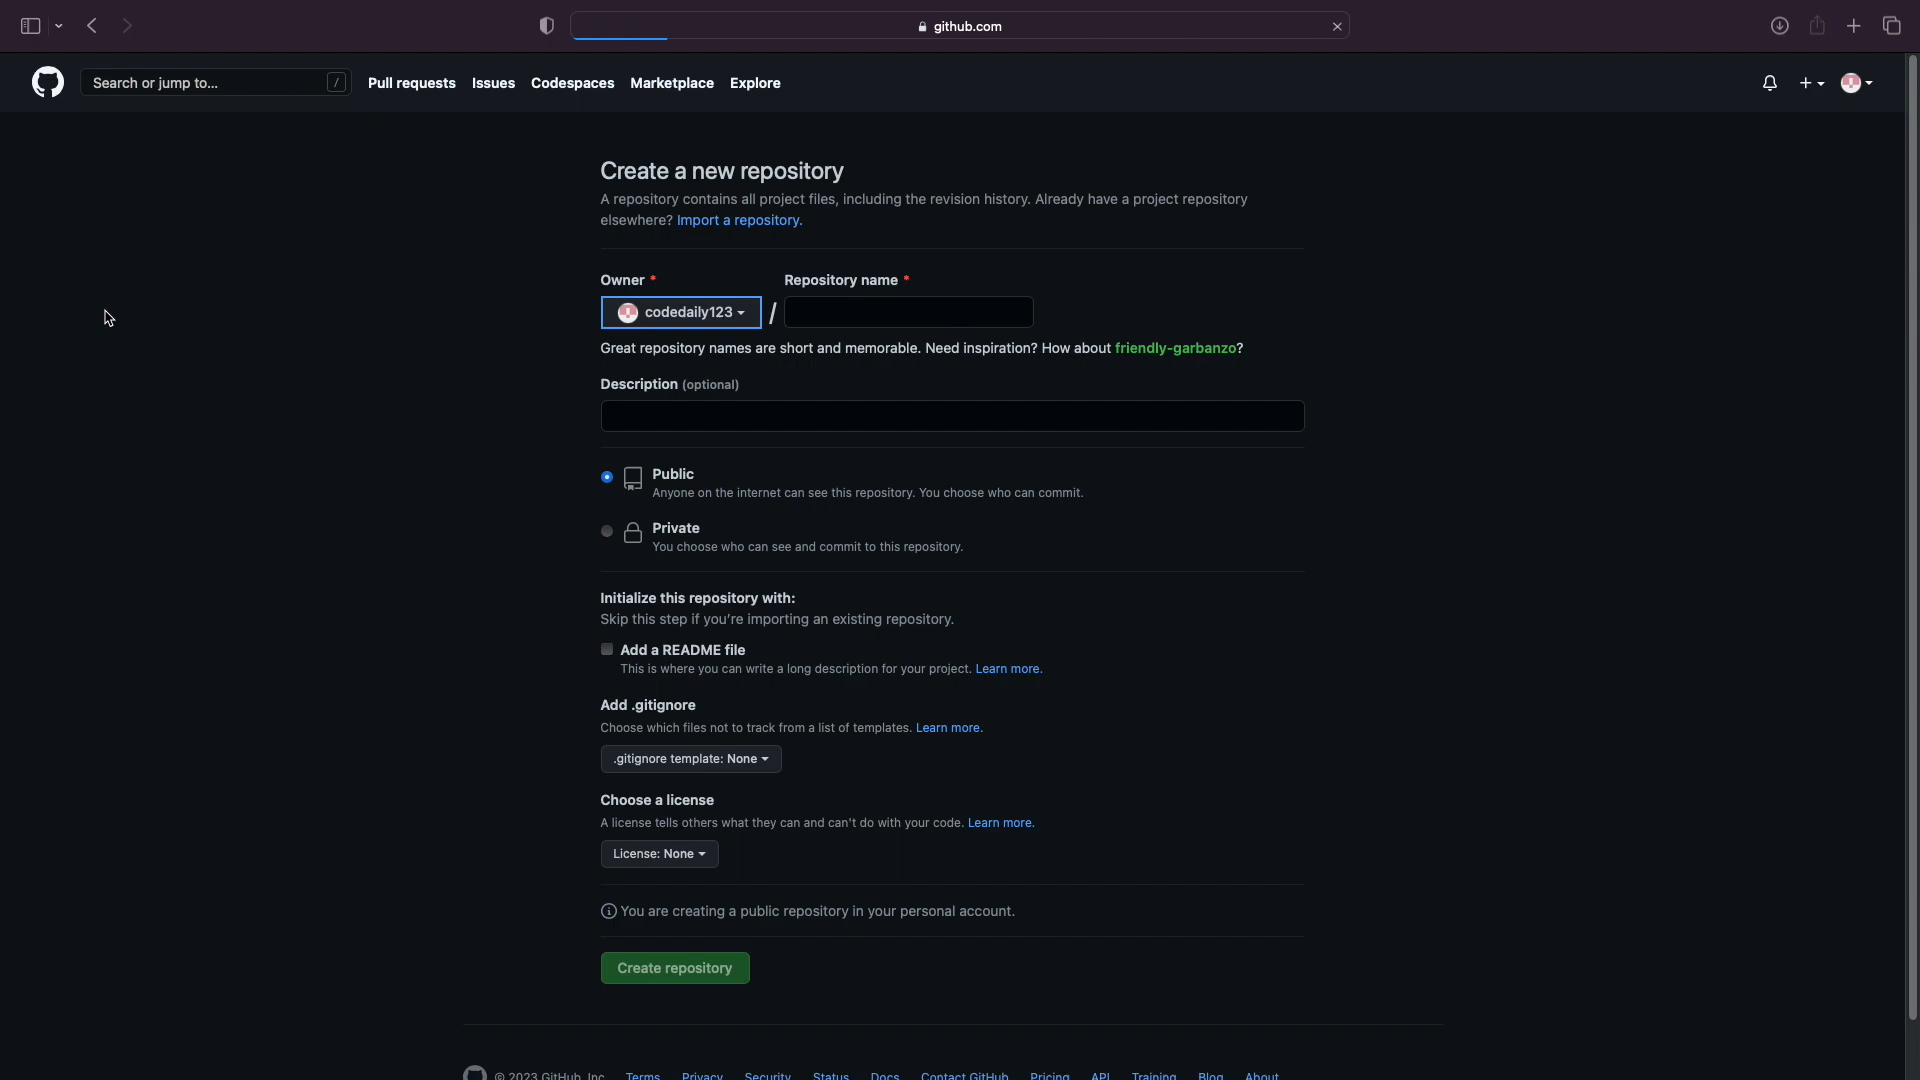 github.com
Search or jump to... /
Pull requests Issues Codespaces Marketplace Explore
Create a new repository
A repository contains all project files, including the revision history. Already have a project repository
elsewhere? Import a repository.
Owner * Repository name *
codedaily123 /
Great repository names are short and memorable. Need inspiration? How about friendly-garbanzo?
Description (optional)
Public
Anyone on the internet can see this repository. You choose who can commit.
Private
You choose who can see and commit to this repository.
Initialize this repository with:
Skip this step if you're importing an existing repository.
Add a README file
This is where you can write a long description for your project. Learn more.
Add .gitignore
Choose which files not to track from a list of templates. Learn more.
.gitignore template: None
Choose a license
A license tells others what they can and can't do with your code. Learn more.
License: None
You are creating a public repository in your personal account.
Create repository
© 2023 GitHub, Inc. Terms Privacy Security Status Docs Contact GitHub Pricing API Training Blog About